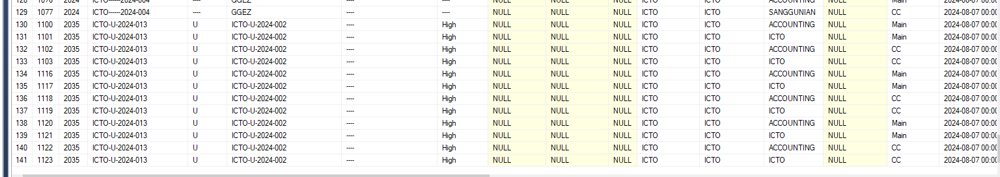 128 1076 2024 ICTO-----2024-004 ---- GGEZ ---- NULL NULL NULL ICTO ICTO ACCOUNTING NULL Main 2024-08-07 00:00
129 1077 2024 ICTO-----2024-004 ---- GGEZ ---- NULL NULL NULL ICTO ICTO SANGGUNIAN NULL CC 2024-08-07 00:00
130 1100 2035 ICTO-U-2024-013 U ICTO-U-2024-002 ---- High NULL NULL NULL ICTO ICTO ACCOUNTING NULL Main 2024-08-07 00:00
131 1101 2035 ICTO-U-2024-013 U ICTO-U-2024-002 ---- High NULL NULL NULL ICTO ICTO ICTO NULL Main 2024-08-07 00:00
132 1102 2035 ICTO-U-2024-013 U ICTO-U-2024-002 ---- High NULL NULL NULL ICTO ICTO ACCOUNTING NULL CC 2024-08-07 00:00
133 1103 2035 ICTO-U-2024-013 U ICTO-U-2024-002 ---- High NULL NULL NULL ICTO ICTO ICTO NULL CC 2024-08-07 00:00
134 1116 2035 ICTO-U-2024-013 U ICTO-U-2024-002 ---- High NULL NULL NULL ICTO ICTO ACCOUNTING NULL Main 2024-08-07 00:00
135 1117 2035 ICTO-U-2024-013 U ICTO-U-2024-002 ---- High NULL NULL NULL ICTO ICTO ICTO NULL Main 2024-08-07 00:00
136 1118 2035 ICTO-U-2024-013 U ICTO-U-2024-002 ---- High NULL NULL NULL ICTO ICTO ACCOUNTING NULL CC 2024-08-07 00:00
137 1119 2035 ICTO-U-2024-013 U ICTO-U-2024-002 ---- High NULL NULL NULL ICTO ICTO ICTO NULL CC 2024-08-07 00:00
138 1120 2035 ICTO-U-2024-013 U ICTO-U-2024-002 ---- High NULL NULL NULL ICTO ICTO ACCOUNTING NULL Main 2024-08-07 00:00
139 1121 2035 ICTO-U-2024-013 U ICTO-U-2024-002 ---- High NULL NULL NULL ICTO ICTO ICTO NULL Main 2024-08-07 00:00
140 1122 2035 ICTO-U-2024-013 U ICTO-U-2024-002 ---- High NULL NULL NULL ICTO ICTO ACCOUNTING NULL CC 2024-08-07 00:00
141 1123 2035 ICTO-U-2024-013 U ICTO-U-2024-002 ---- High NULL NULL NULL ICTO ICTO ICTO NULL CC 2024-08-07 00:00